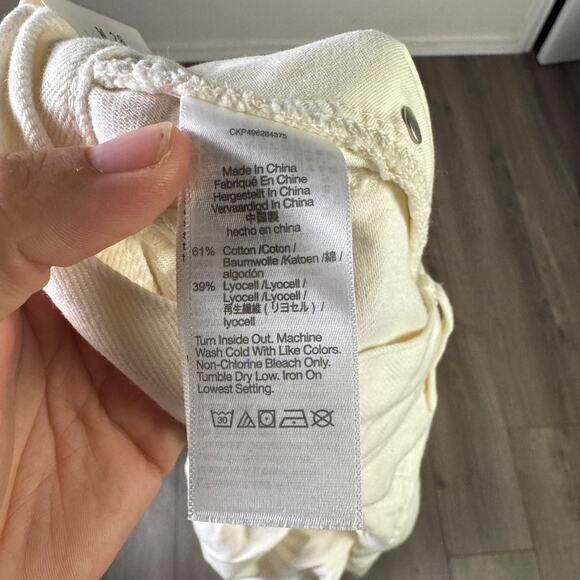 CKP496284375
Made In China
Fabriqué En Chine
Hergestellt In China
Vervaardigd In China
中国製
hecho en china
61% Cotton /Coton /
Baumwolle /Katoen /綿 /
algodón
39% Lyocell /Lyocell /
Lyocell /Lyocell /
再生繊維 ( リヨセル ) /
lyocell
Turn Inside Out. Machine
Wash Cold With Like Colors.
Non-Chlorine Bleach Only.
Tumble Dry Low. Iron On
Lowest Setting.
30